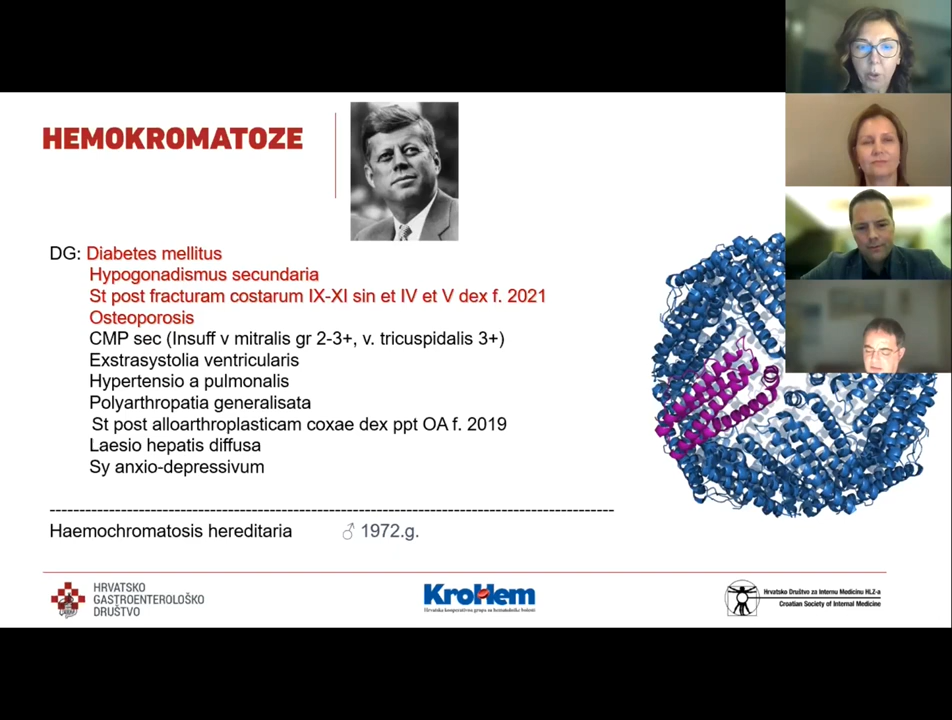 HEMOKROMATOZE
DG: Diabetes mellitus
Hypogonadismus secundaria
St post fracturam costarum IX-XI sin et IV et V dex f. 2021
Osteoporosis
CMP sec (Insuff v mitralis gr 2-3+, v. tricuspidalis 3+)
Exstrasystolia ventricularis
Hypertensio a pulmonalis
Polyarthropatia generalisata
St post alloarthroplasticam coxae dex ppt OA f. 2019
Laesio hepatis diffusa
Sy anxio-depressivum
--------------------------------------------------------------------------------------------
Haemochromatosis hereditaria ♂ 1972.g.
HRVATSKO
GASTROENTEROLOŠKO
DRUŠTVO
KroHem
Hrvatska kooperativna grupa za hematološke bolesti
Hrvatsko Društvo za Internu Medicinu HLZ-a
Croatian Society of Internal Medicine